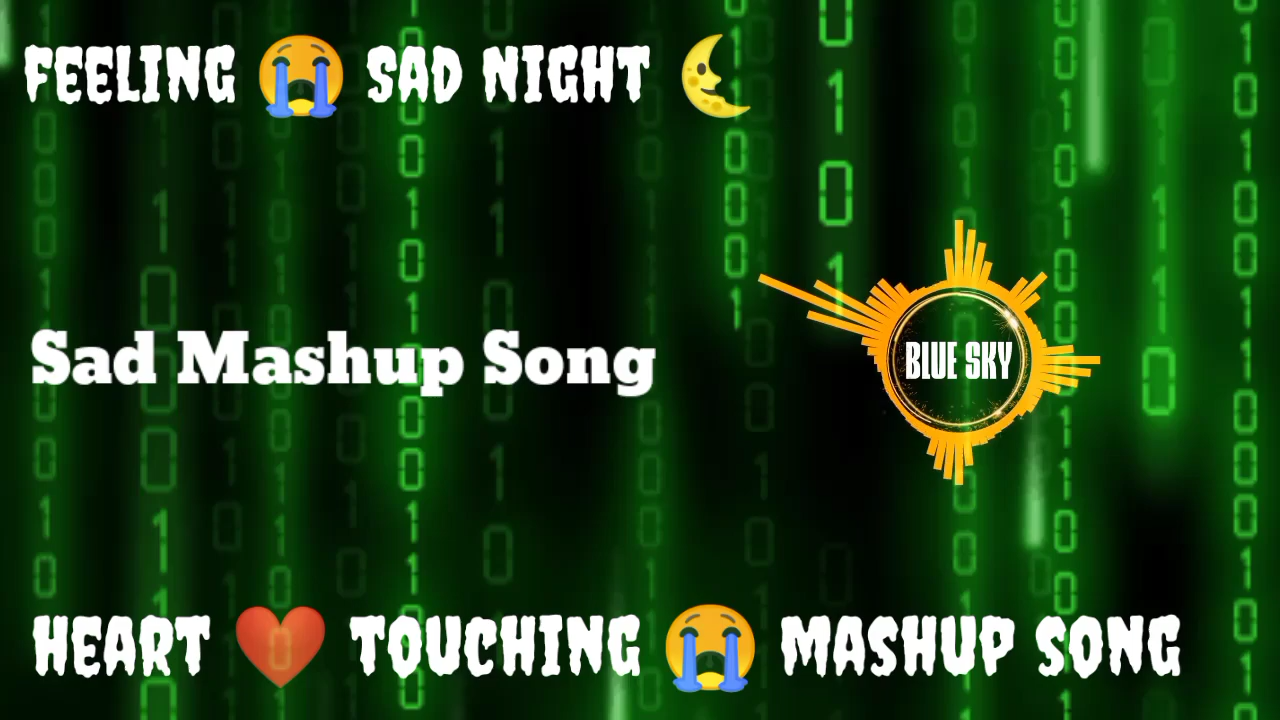 FEELING 😭 SAD NIGHT 🌜
Sad Mashup Song
BLUE SKY
HEART ❤️ TOUCHING 😭 MASHUP SONG